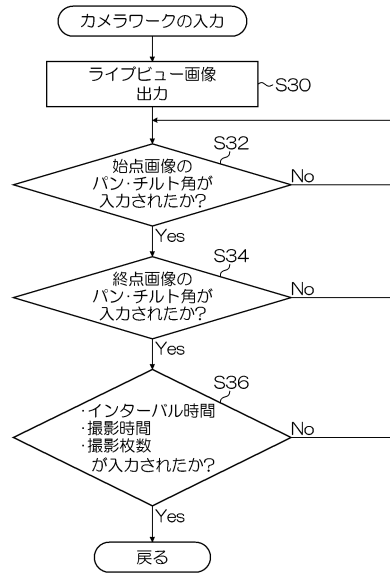 カメラワークの入力
ライブビュー画像
出力
S30
S32
始点画像の
パン・チルト角が
入力されたか?
No
Yes
S34
終点画像の
パン・チルト角が
入力されたか?
No
Yes
S36
・インターバル時間
・撮影時間
・撮影枚数
が入力されたか?
No
Yes
戻る